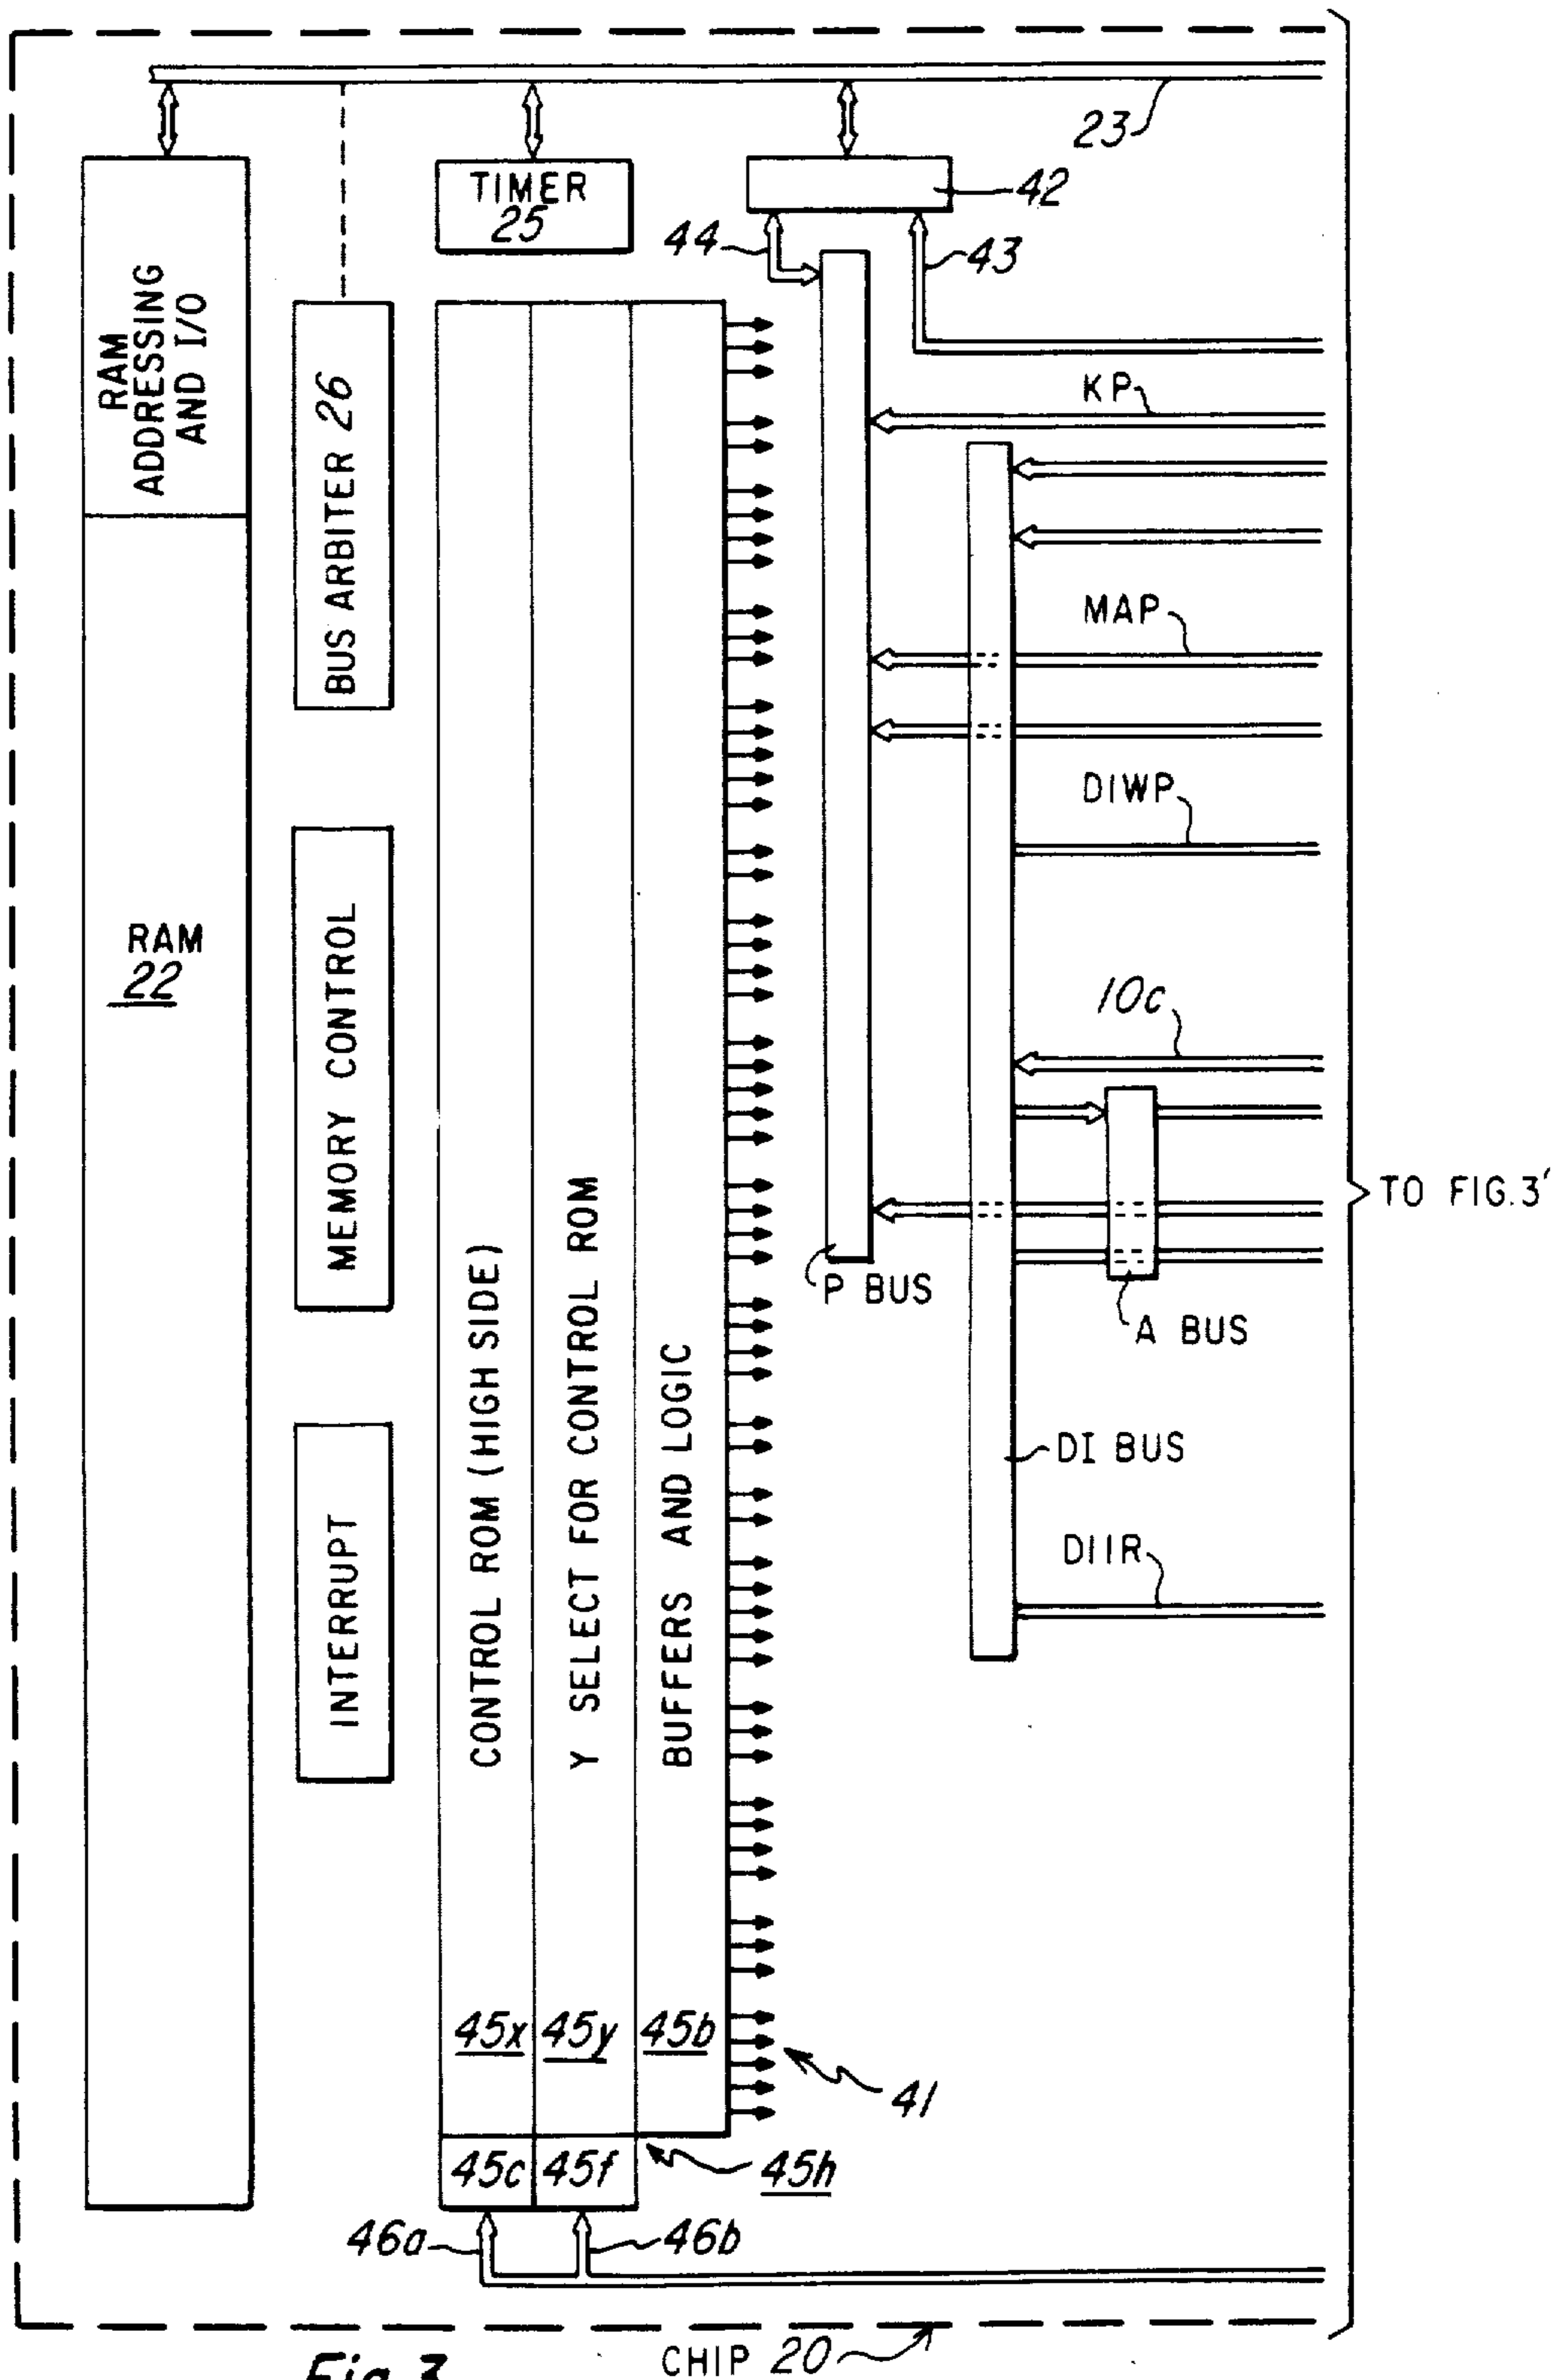 23
TIMER
25
42
44
43
RAM
ADDRESSING
AND I/O
BUS ARBITER 26
KP
MAP
DIWP
RAM
22
MEMORY CONTROL
10c
TO FIG.3'
P BUS
A BUS
CONTROL ROM (HIGH SIDE)
Y SELECT FOR CONTROL ROM
BUFFERS AND LOGIC
DI BUS
INTERRUPT
DIIR
45x
45y
45b
41
45c
45f
45h
46a
46b
CHIP 20
Fig.3